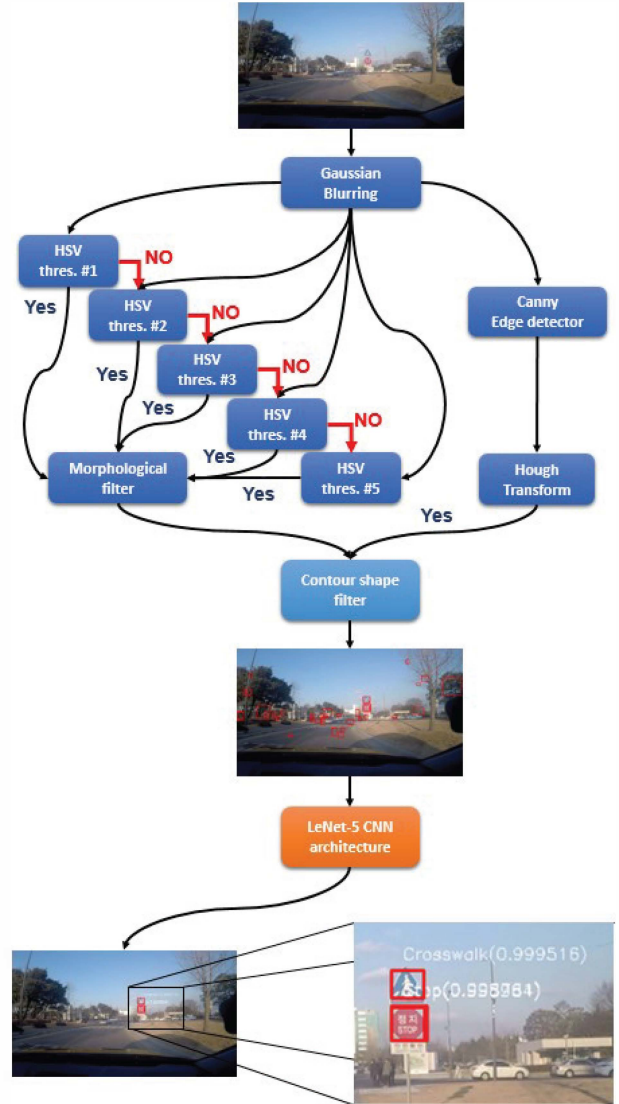 Gaussian
Blurring
HSV
thres. #1
NO
Yes
HSV
thres. #2
NO
Yes
HSV
thres. #3
NO
Yes
HSV
thres. #4
NO
Yes
Morphological
filter
Yes
HSV
thres. #5
Canny
Edge detector
Hough
Transform
Yes
Contour shape
filter
LeNet-5 CNN
architecture
Crosswalk(0.999516)
정지
STOP